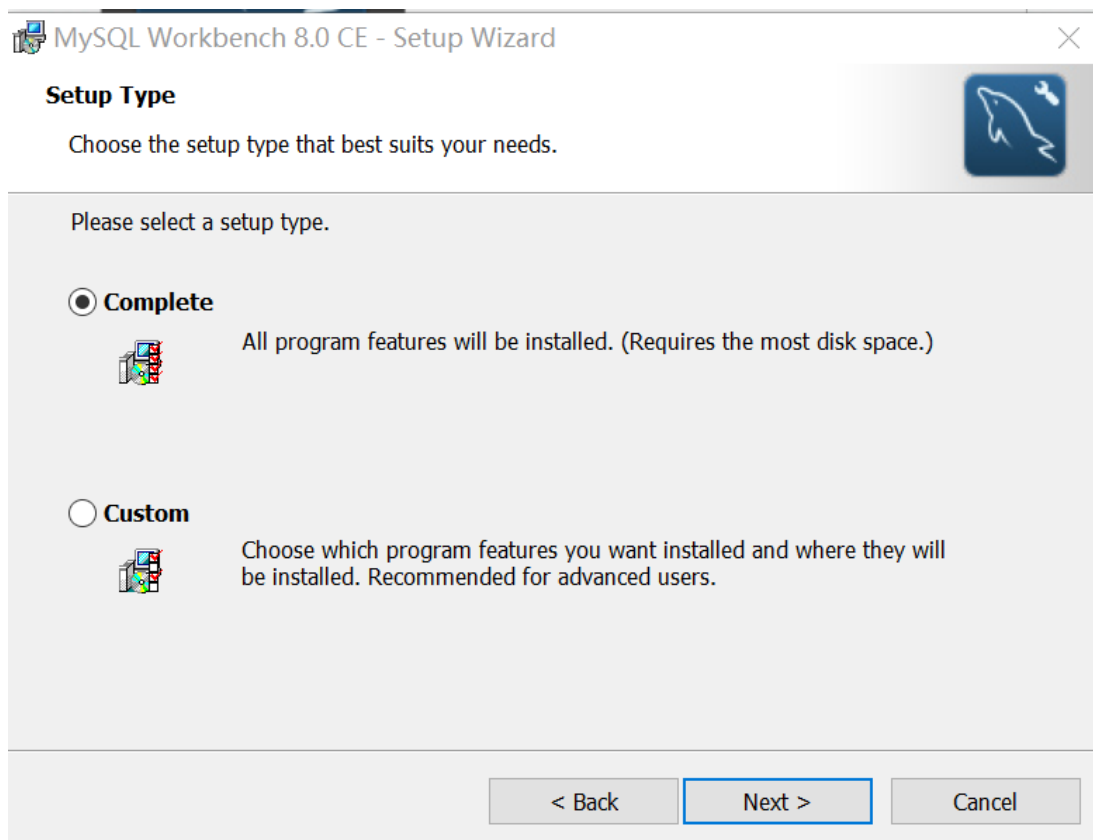 MySQL Workbench 8.0 CE - Setup Wizard
Setup Type
Choose the setup type that best suits your needs.
Please select a setup type.
Complete
All program features will be installed. (Requires the most disk space.)
Custom
Choose which program features you want installed and where they will
be installed. Recommended for advanced users.
< Back
Next >
Cancel